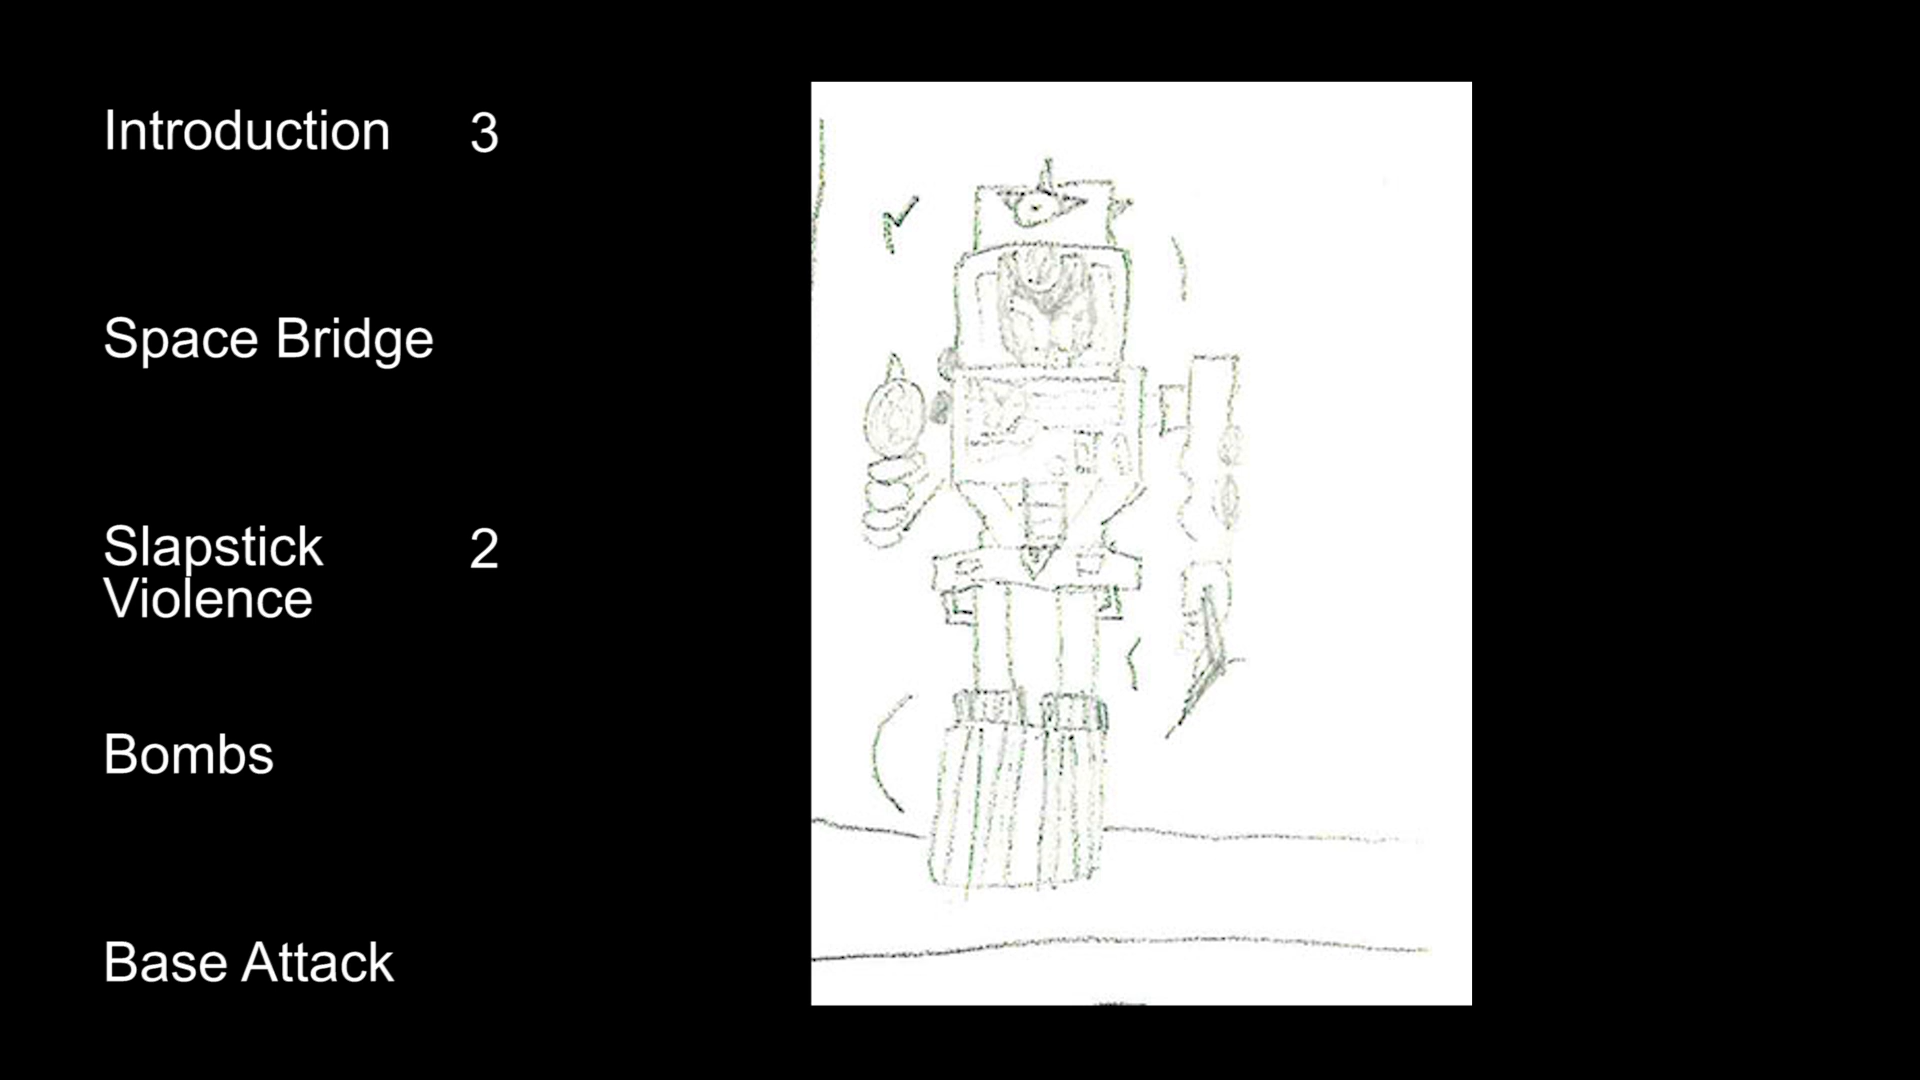 Introduction 3
Space Bridge
Slapstick 2
Violence
Bombs
Base Attack